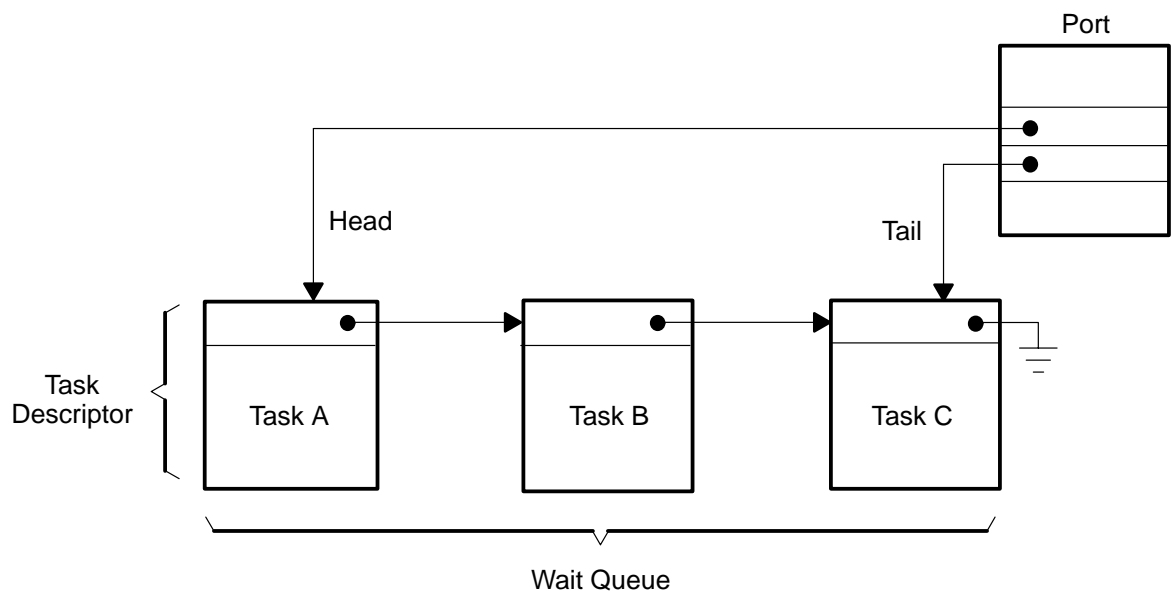 Port
Head
Tail
Task
Descriptor
Task A
Task B
Task C
Wait Queue